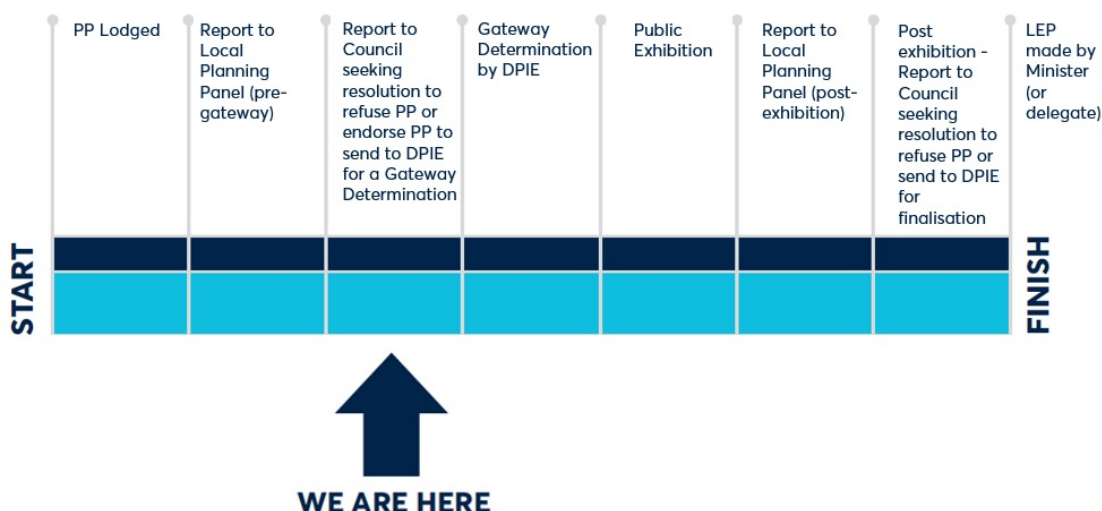 PP Lodged
Report to
Local
Planning
Panel (pre-
gateway)
Report to
Council
seeking
resolution to
refuse PP or
endorse PP to
send to DPIE
for a Gateway
Determination
Gateway
Determination
by DPIE
Public
Exhibition
Report to
Local
Planning
Panel (post-
exhibition)
Post
exhibition -
Report to
Council
seeking
resolution to
refuse PP or
send to DPIE
for
finalisation
LEP
made by
Minister
(or
delegate)
START
FINISH
WE ARE HERE